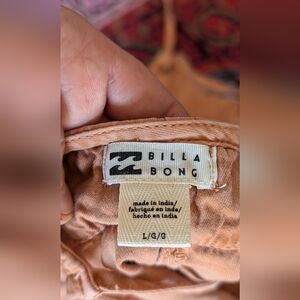 BILLA
BONG
made in india/
fabriqué en inde/
hecho en india
L/G/G